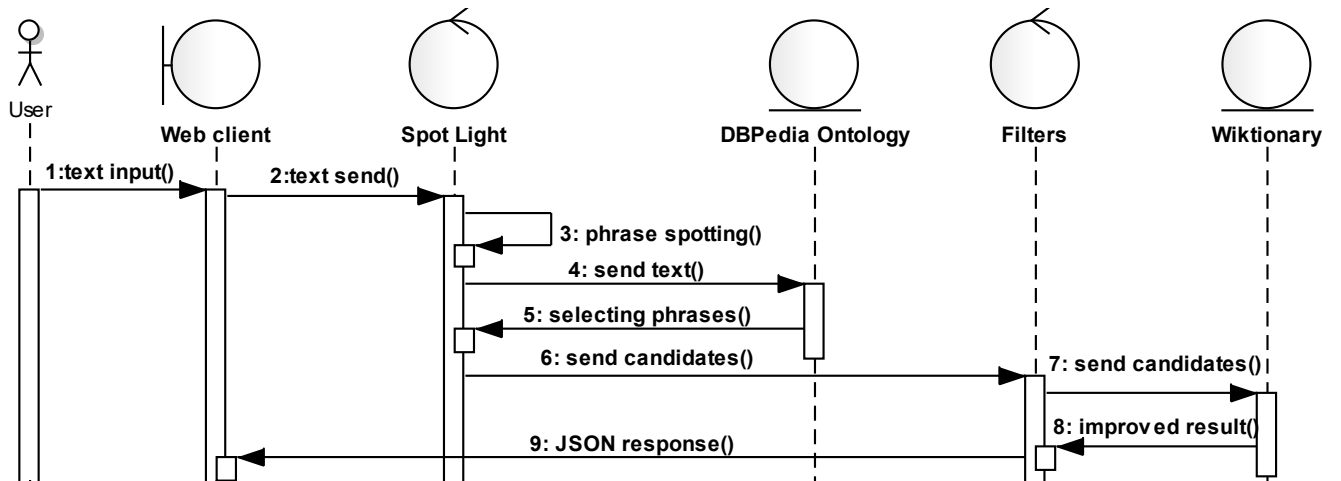 User
Web client
Spot Light
DBPedia Ontology
Filters
Wiktionary
1:text input()
2:text send()
3: phrase spotting()
4: send text()
5: selecting phrases()
6: send candidates()
7: send candidates()
8: improved result()
9: JSON response()